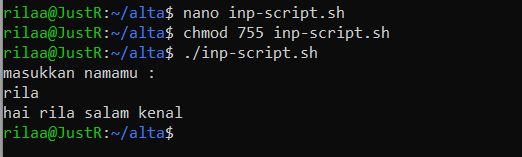 rilaa@JustR:~/alta$ nano inp-script.sh
rilaa@JustR:~/alta$ chmod 755 inp-script.sh
rilaa@JustR:~/alta$ ./inp-script.sh
masukkan namamu :
rila
hai rila salam kenal
rilaa@JustR:~/alta$